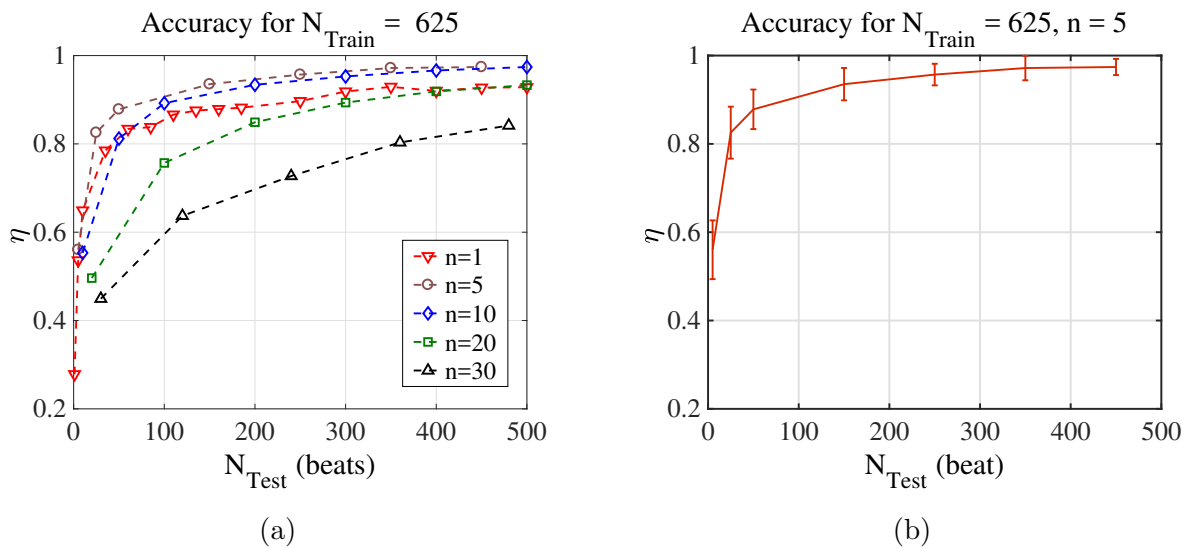 Accuracy for N_Train = 625
1
0.8
0.6
0.4
0.2
η
0
100
200
300
400
500
N_Test (beats)
n=1
n=5
n=10
n=20
n=30
(a)
Accuracy for N_Train = 625, n = 5
1
0.8
0.6
0.4
0.2
η
0
100
200
300
400
500
N_Test (beat)
(b)